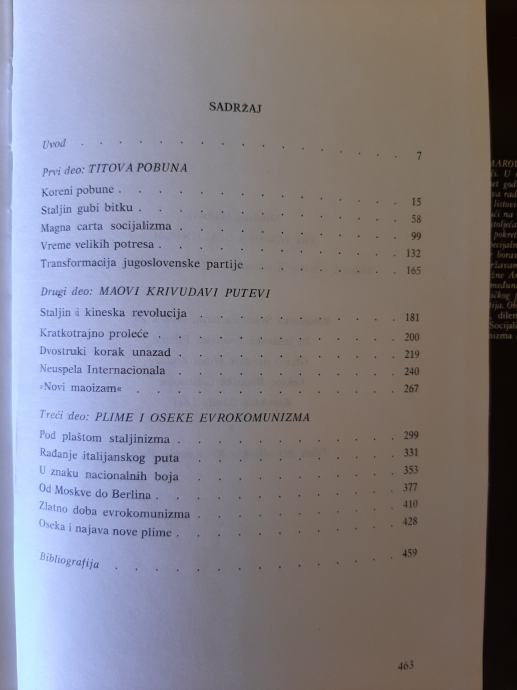 SADRŽAJ
Uvod . . . . . . . . . . . . . 7
Prvi deo: TITOVA POBUNA
Koreni pobune . . . . . . . . . . . 15
Staljin gubi bitku . . . . . . . . . . 58
Magna carta socijalizma . . . . . . . . . 99
Vreme velikih potresa . . . . . . . . . . 132
Transformacija jugoslovenske partije . . . . . . 165
Drugi deo: MAOVI KRIVUDAVI PUTEVI
Staljin i kineska revolucija . . . . . . . . 181
Kratkotrajno proleće . . . . . . . . . . 200
Dvostruki korak unazad . . . . . . . . . 219
Neuspela Internacionala . . . . . . . . . 240
»Novi maoizam« . . . . . . . . . . . 267
Treći deo: PLIME I OSEKE EVROKOMUNIZMA
Pod plaštom staljinizma . . . . . . . . . 299
Rađanje italijanskog puta . . . . . . . . 331
U znaku nacionalnih boja . . . . . . . . . 353
Od Moskve do Berlina . . . . . . . . . . 377
Zlatno doba evrokomunizma . . . . . . . . 410
Oseka i najava nove plime . . . . . . . . . 428
Bibliografija . . . . . . . . . . . 459
463